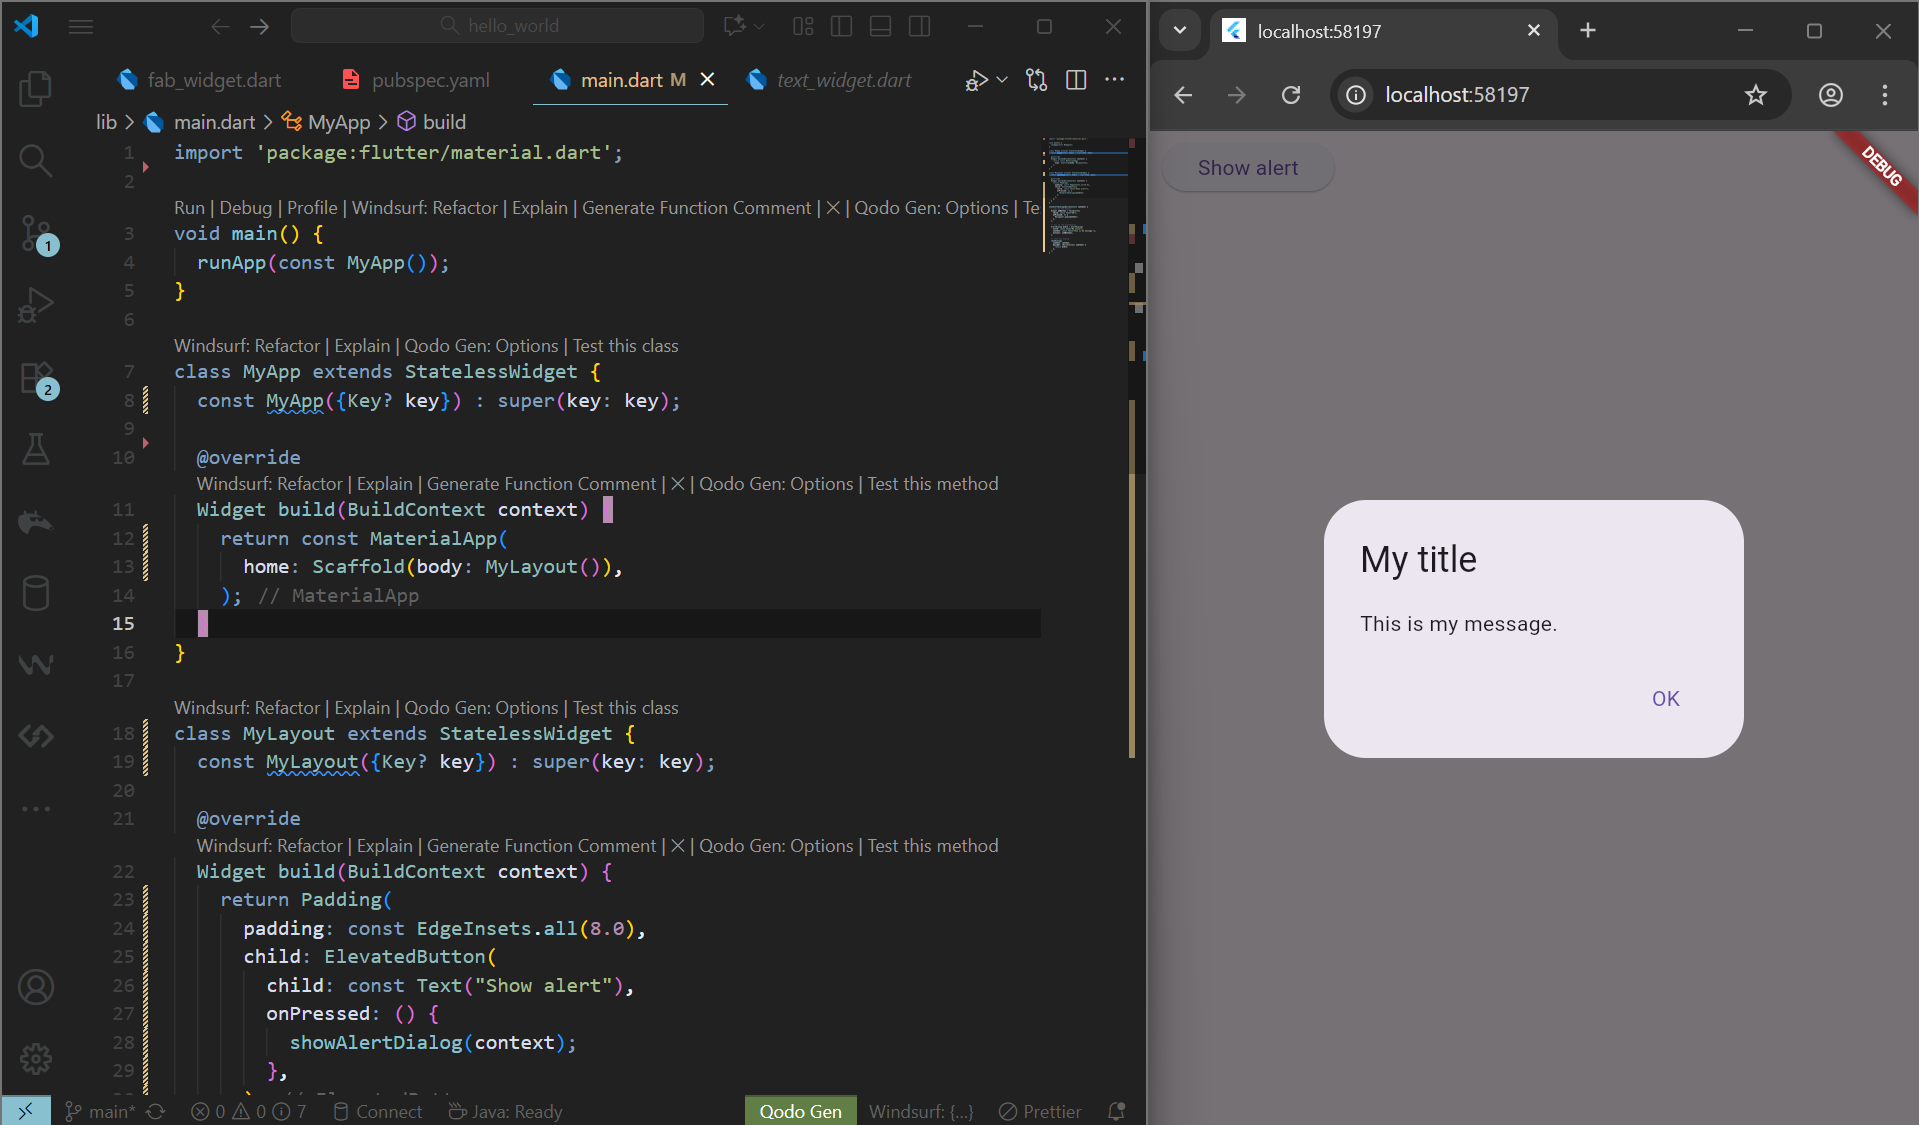 hello_world
fab_widget.dart
pubspec.yaml
main.dart M
text_widget.dart
lib > main.dart > MyApp > build
1 import 'package:flutter/material.dart';
2
Run | Debug | Profile | Windsurf: Refactor | Explain | Generate Function Comment | X | Qodo Gen: Options | Te
3 void main() {
4 runApp(const MyApp());
5 }
6
Windsurf: Refactor | Explain | Qodo Gen: Options | Test this class
7 class MyApp extends StatelessWidget {
8 const MyApp({Key? key}) : super(key: key);
9
10 @override
Windsurf: Refactor | Explain | Generate Function Comment | X | Qodo Gen: Options | Test this method
11 Widget build(BuildContext context)
12 return const MaterialApp(
13 home: Scaffold(body: MyLayout()),
14 ); // MaterialApp
15
16 }
17
Windsurf: Refactor | Explain | Qodo Gen: Options | Test this class
18 class MyLayout extends StatelessWidget {
19 const MyLayout({Key? key}) : super(key: key);
20
21 @override
Windsurf: Refactor | Explain | Generate Function Comment | X | Qodo Gen: Options | Test this method
22 Widget build(BuildContext context) {
23 return Padding(
24 padding: const EdgeInsets.all(8.0),
25 child: ElevatedButton(
26 child: const Text("Show alert"),
27 onPressed: () {
28 showAlertDialog(context);
29 },
1
2
main* 0 0 7 Connect Java: Ready Qodo Gen Windsurf: {...} Prettier
localhost:58197
localhost:58197
Show alert
DEBUG
My title
This is my message.
OK